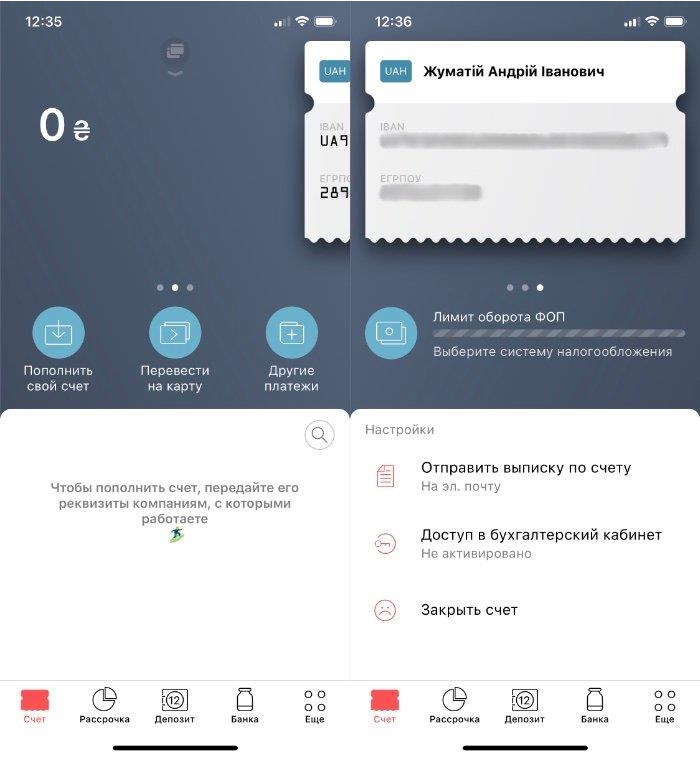 12:35
0 ₴
UAH
IBAN
UA9
ЕГРПО
289
Пополнить
свой счет
Перевести
на карту
Другие
платежи
Чтобы пополнить счет, передайте его
реквизиты компаниям, с которыми
работаете
Счет
Рассрочка
12
Депозит
Банка
Еще
12:36
UAH
Жуматій Андрій Іванович
IBAN
ЕГРПОУ
Лимит оборота ФОП
Выберите систему налогообложения
Настройки
Отправить выписку по счету
На эл. почту
Доступ в бухгалтерский кабинет
Не активировано
Закрыть счет
Счет
Рассрочка
12
Депозит
Банка
Еще